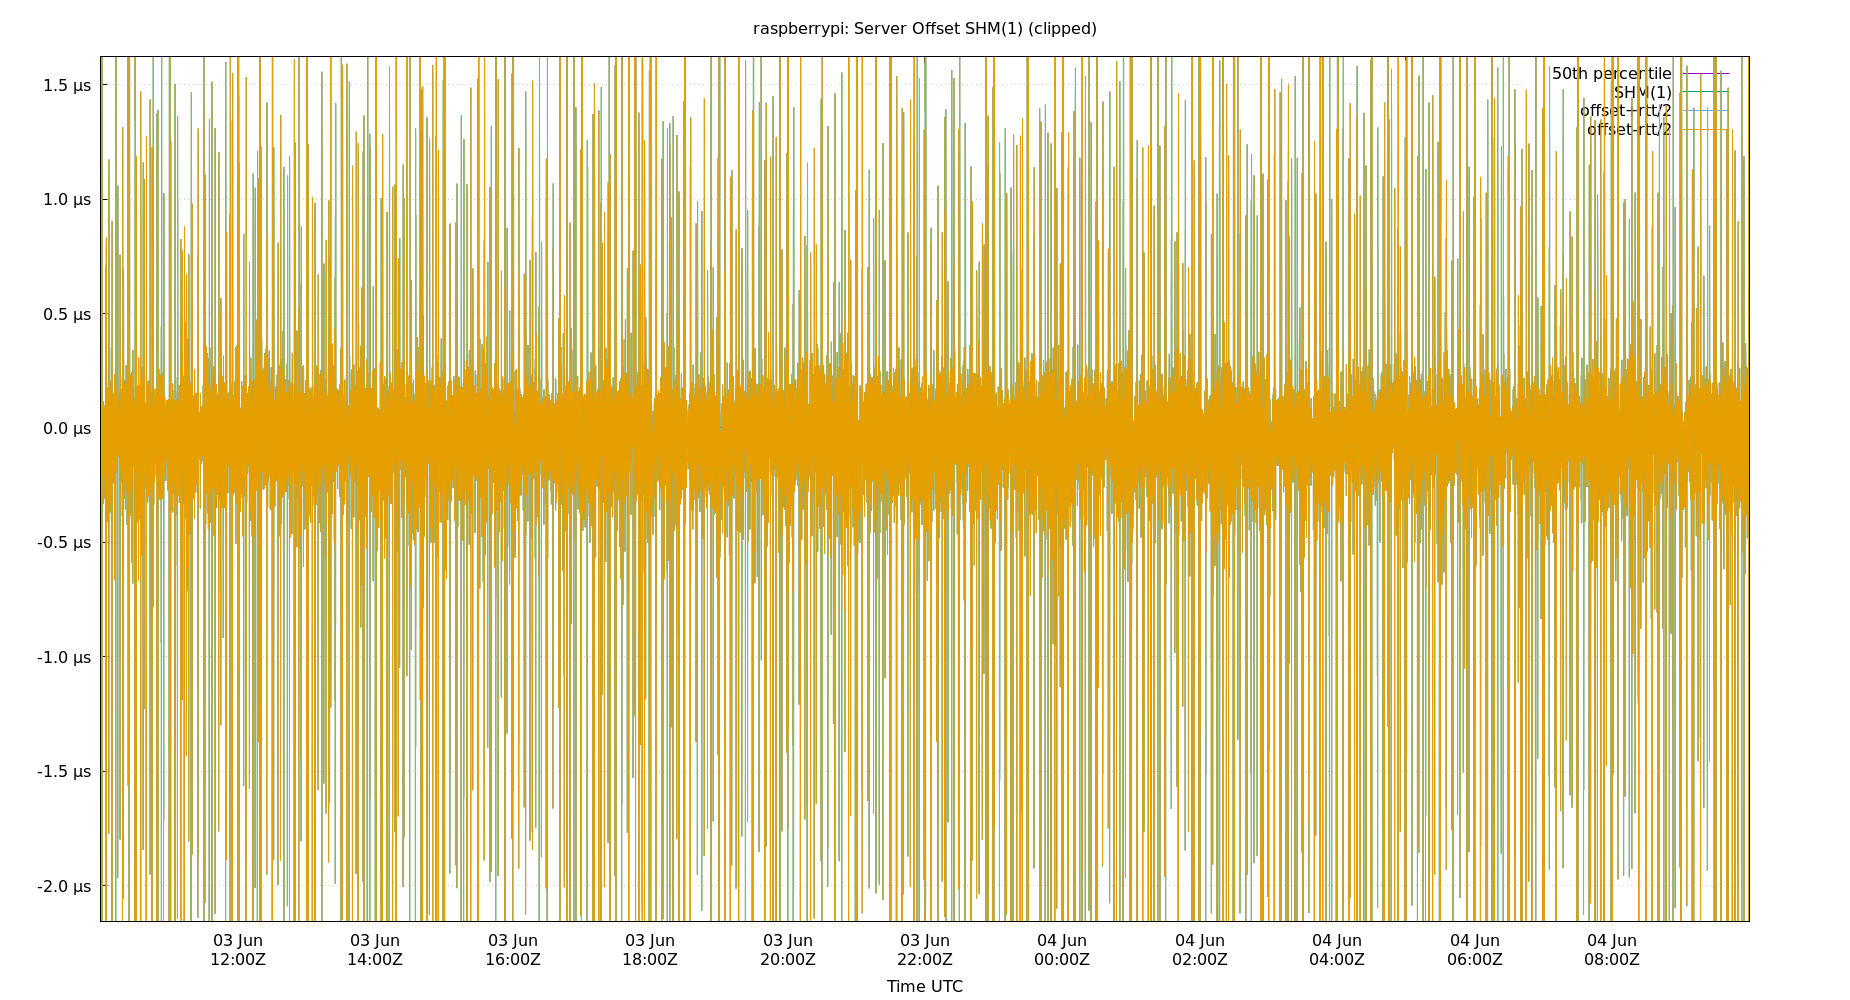 raspberrypi: Server Offset SHM(1) (clipped)
1.5 µs
1.0 µs
0.5 µs
0.0 µs
-0.5 µs
-1.0 µs
-1.5 µs
-2.0 µs
50th percentile
SHM(1)
offset+rtt/2
offset-rtt/2
03 Jun 03 Jun 03 Jun 03 Jun 03 Jun 03 Jun 04 Jun 04 Jun 04 Jun 04 Jun 04 Jun
12:00Z 14:00Z 16:00Z 18:00Z 20:00Z 22:00Z 00:00Z 02:00Z 04:00Z 06:00Z 08:00Z
Time UTC